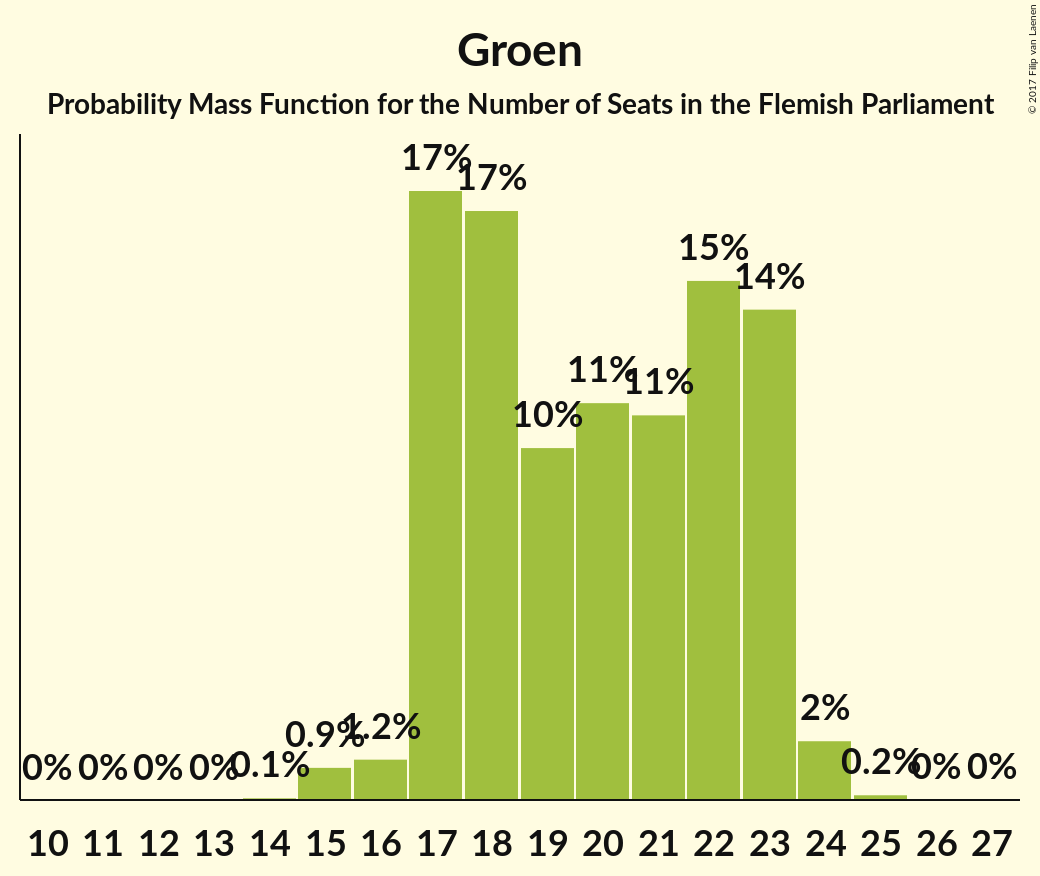 Groen
Probability Mass Function for the Number of Seats in the Flemish Parliament
© 2017 Filip van Laenen
0% 0% 0% 0% 0.1% 0.9% 1.2% 17% 17% 10% 11% 11% 15% 14% 2% 0.2% 0% 0%
10 11 12 13 14 15 16 17 18 19 20 21 22 23 24 25 26 27